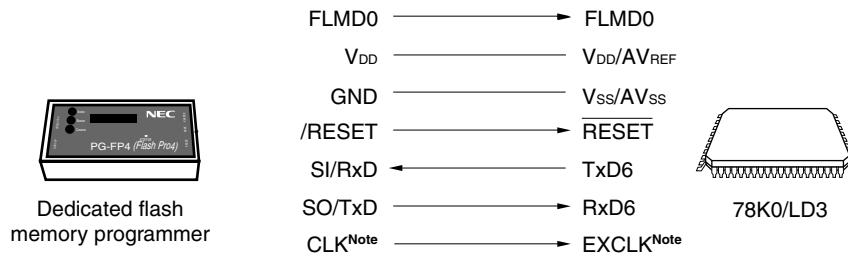 FLMD0 FLMD0
VDD VDD/AVREF
GND VSS/AVSS
/RESET RESET
SI/RxD TxD6
SO/TxD RxD6
CLKNote EXCLKNote
NEC
PG-FP4 (Flash Pro4)
Dedicated flash
memory programmer
78K0/LD3